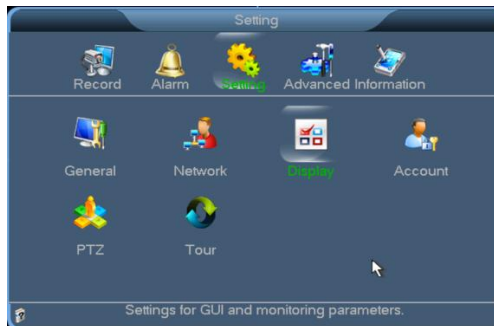 Setting
Record Alarm Setting Advanced Information
General Network Display Account
PTZ Tour
Settings for GUI and monitoring parameters.